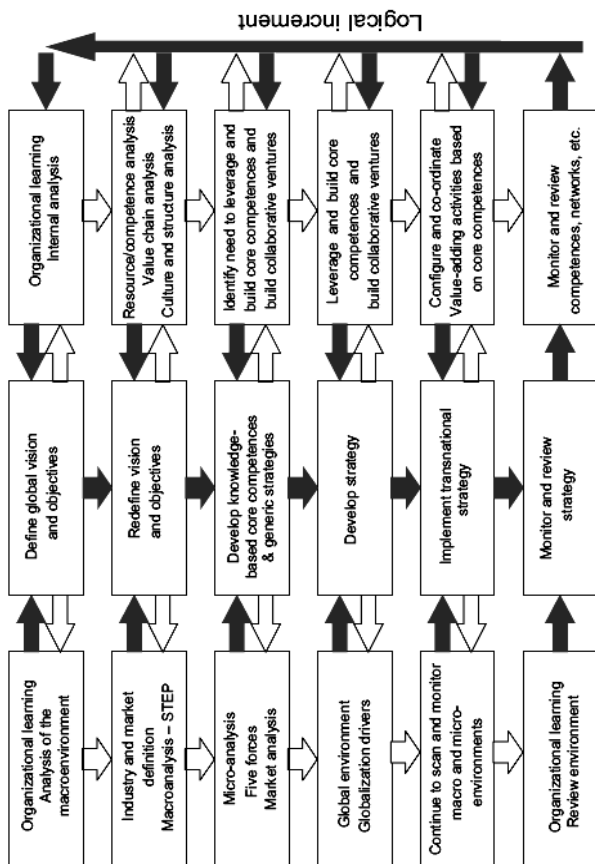 Organizational learning
Analysis of the
macroenvironment
Define global vision
and objectives
Organizational learning
Internal analysis
Industry and market
definition
Macroanalysis – STEP
Redefine vision
and objectives
Resource/competence analysis
Value chain analysis
Culture and structure analysis
Micro-analysis
Five forces
Market analysis
Develop knowledge-
based core competences
& generic strategies
Identify need to leverage and
build core competences and
build collaborative ventures
Global environment
Globalization drivers
Develop strategy
Leverage and build core
competences and
build collaborative ventures
Continue to scan and monitor
macro and micro-
environments
Implement transnational
strategy
Configure and co-ordinate
Value-adding activities based
on core competences
Organizational learning
Review environment
Monitor and review
strategy
Monitor and review
competences, networks, etc.
Logical increment